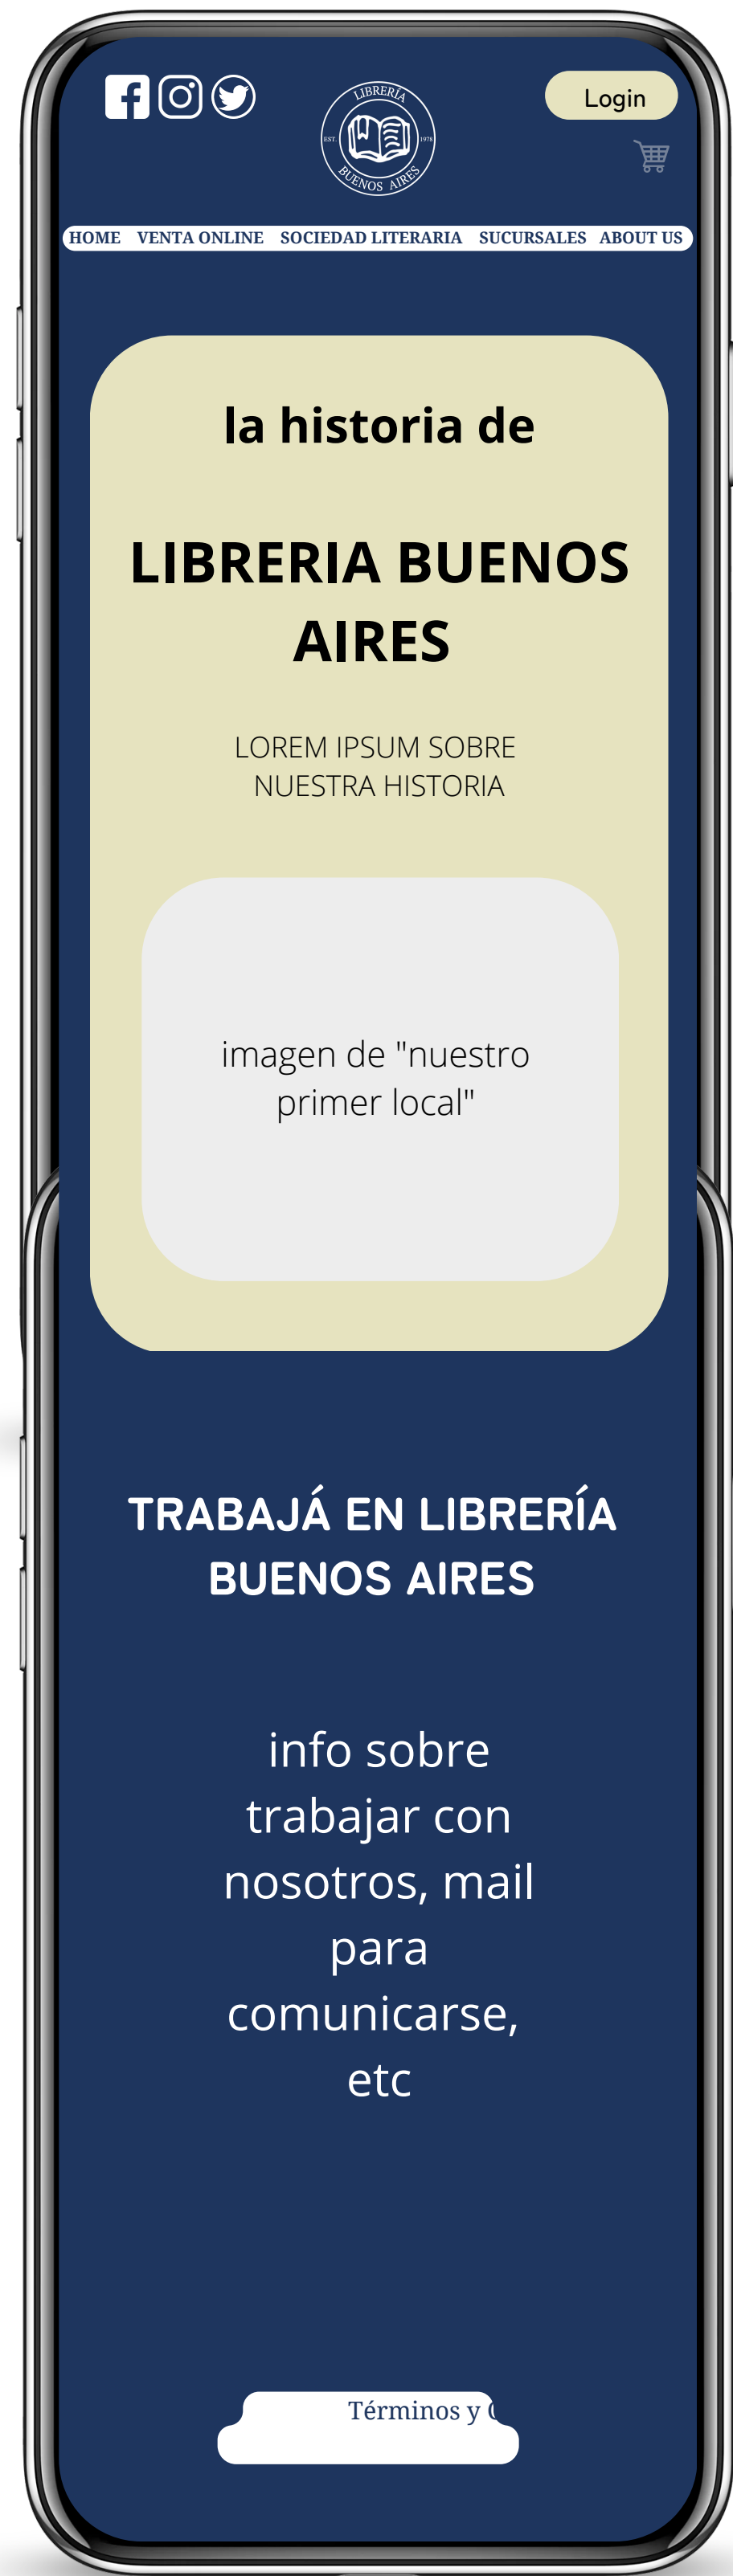 LIBRERÍA
EST.
1978
BUENOS AIRES
Login
HOME VENTA ONLINE SOCIEDAD LITERARIA SUCURSALES ABOUT US
la historia de
LIBRERIA BUENOS
AIRES
LOREM IPSUM SOBRE
NUESTRA HISTORIA
imagen de "nuestro
primer local"
TRABAJÁ EN LIBRERÍA
BUENOS AIRES
info sobre
trabajar con
nosotros, mail
para
comunicarse,
etc
Términos y